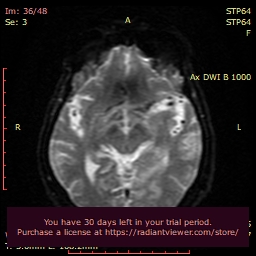 Im: 36/48
Se: 3
STP64
STP64
F
A
Ax DWI B 1000
R
L
You have 30 days left in your trial period.
Purchase a license at https://radiantviewer.com/store/